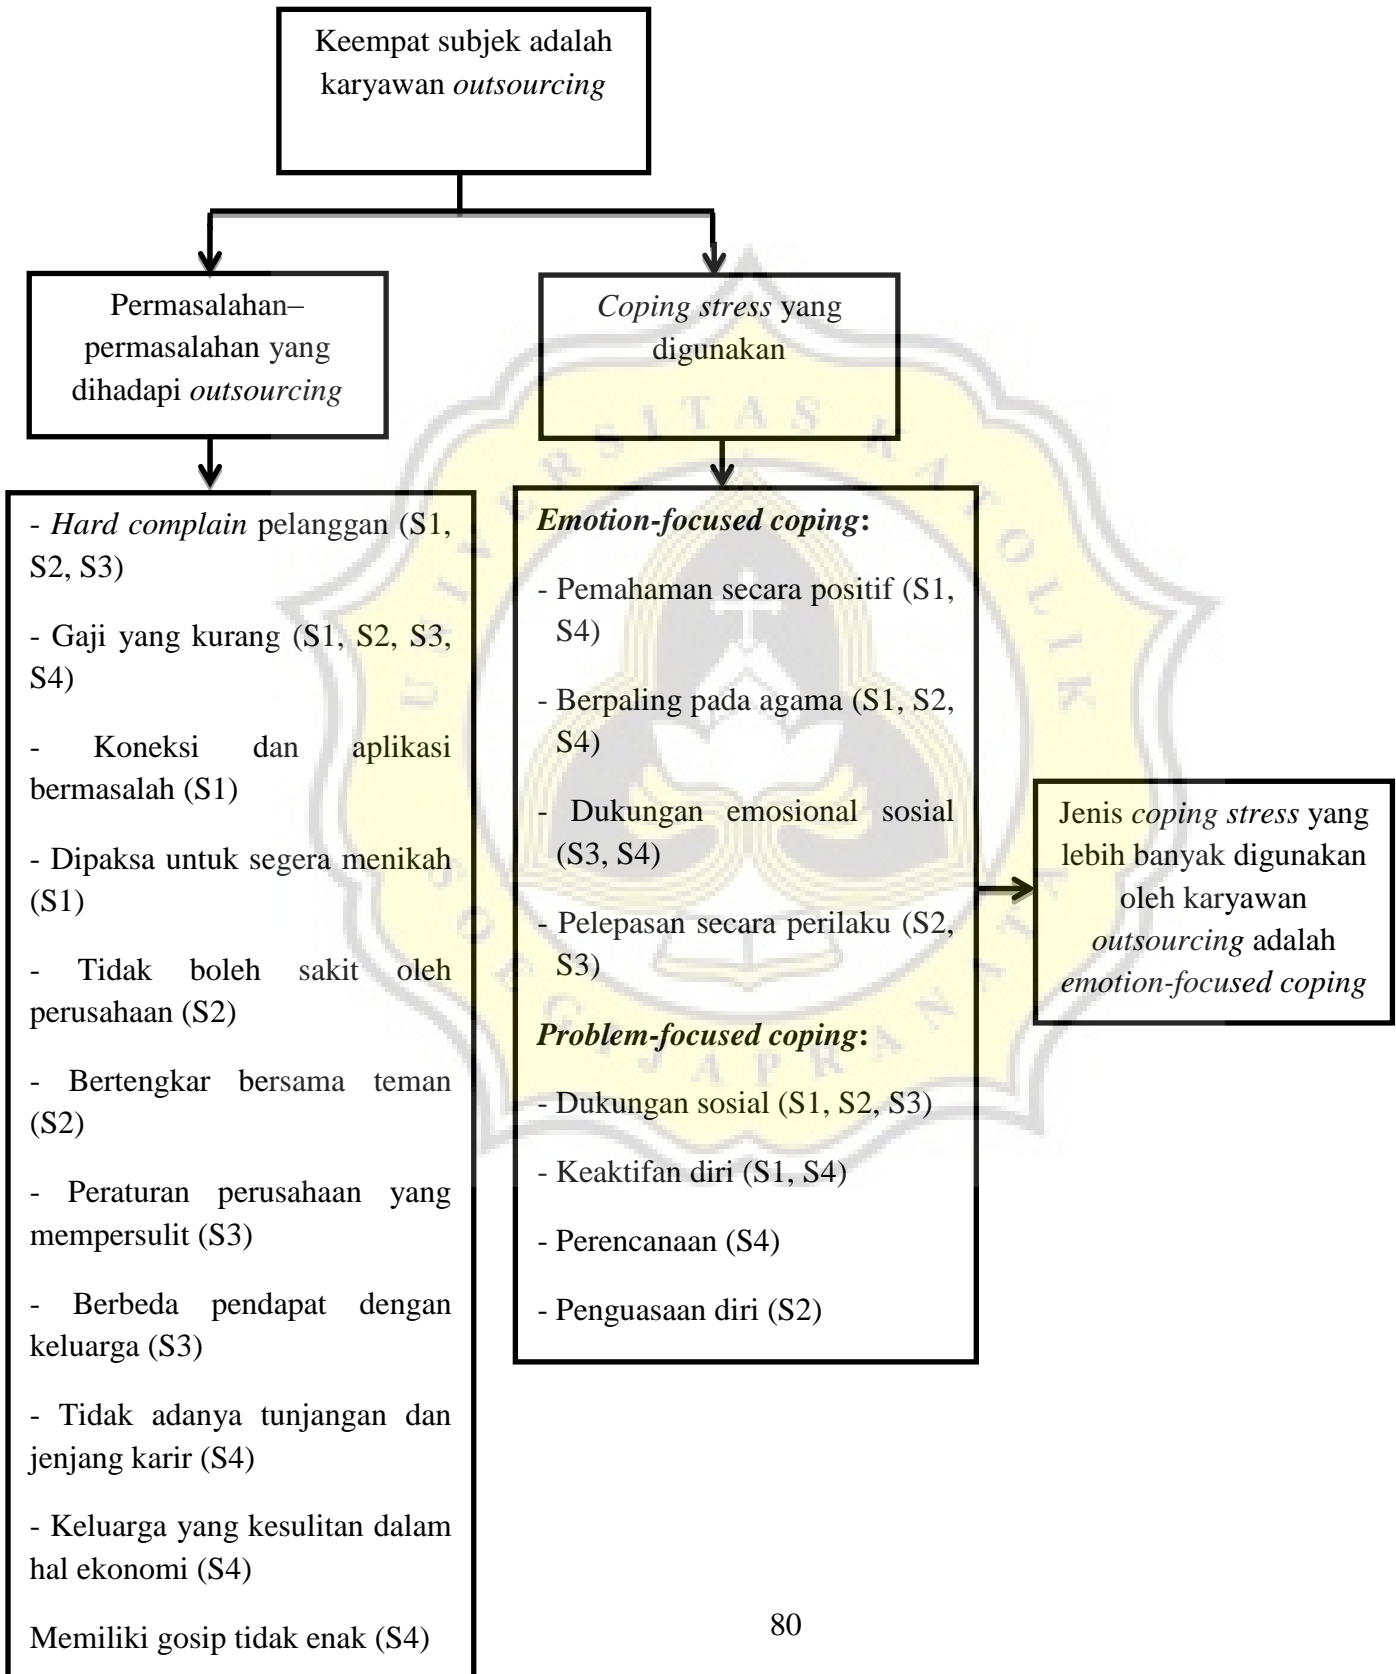 Keempat subjek adalah
karyawan outsourcing
Permasalahan–
permasalahan yang
dihadapi outsourcing
Coping stress yang
digunakan
- Hard complain pelanggan (S1,
S2, S3)
- Gaji yang kurang (S1, S2, S3,
S4)
- Koneksi dan aplikasi
bermasalah (S1)
- Dipaksa untuk segera menikah
(S1)
- Tidak boleh sakit oleh
perusahaan (S2)
- Bertengkar bersama teman
(S2)
- Peraturan perusahaan yang
mempersulit (S3)
- Berbeda pendapat dengan
keluarga (S3)
- Tidak adanya tunjangan dan
jenjang karir (S4)
- Keluarga yang kesulitan dalam
hal ekonomi (S4)
Memiliki gosip tidak enak (S4)
Emotion-focused coping:
- Pemahaman secara positif (S1,
S4)
- Berpaling pada agama (S1, S2,
S4)
- Dukungan emosional sosial
(S3, S4)
- Pelepasan secara perilaku (S2,
S3)
Problem-focused coping:
- Dukungan sosial (S1, S2, S3)
- Keaktifan diri (S1, S4)
- Perencanaan (S4)
- Penguasaan diri (S2)
Jenis coping stress yang
lebih banyak digunakan
oleh karyawan
outsourcing adalah
emotion-focused coping
UNIVERSITAS KATOLIK
SOEGIJAPRANATA
80